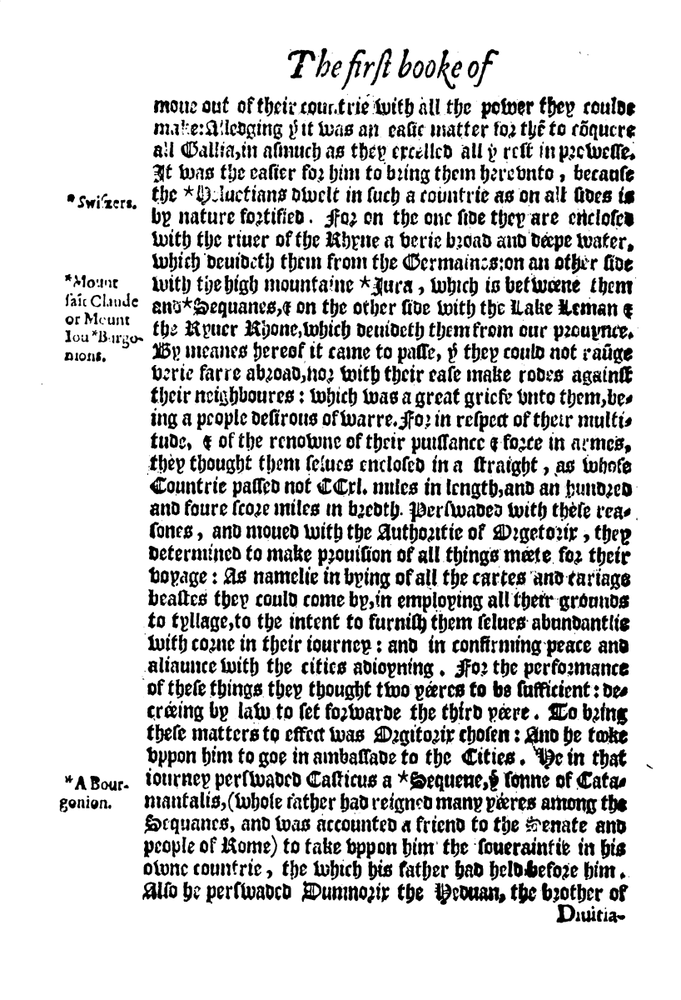 The first booke of
moue out of their countrie with all the power they coulde
make: Alledging yͤ it was an easie matter for thẽ to cõquere
all Gallia, in asmuch as they excelled all y rest in prowesse.
It was the easier for him to bring them herevnto, because
*Swiszers.
the *Heluetians dwelt in such a countrie as on all sides is
by nature fortified. For on the one side they are enclosed
with the riuer of the Rhyne a verie broad and deepe water,
which deuideth them from the Germaines: on an other side
*Mount
saīt Claude
or Mount
Iou *Burgo-
nions.
with the high mountaine *Iura, which is betweene them
and *Sequanes, & on the other side with the Lake Leman &
the Ryuer Rhone, which deuideth them from our prouynce.
By meanes hereof it came to passe, y they could not raūge
verie farre abroad, nor with their ease make rodes against
their neighboures: which was a great griefe vnto them, be-
ing a people desirous of warre. For in respect of their multi-
tude, & of the renowne of their puissance & force in armes,
they thought them selues enclosed in a straight, as whose
Countrie passed not CCxl. miles in length, and an hundred
and foure score miles in bredth. Perswaded with these rea-
sones, and moued with the Authoritie of Orgetorix, they
determined to make prouision of all things meete for their
voyage: As namelie in bying of all the cartes and cariage
beastes they could come by, in employing all their grounds
to tyllage, to the intent to furnish them selues abundantlie
with corne in their iourney: and in confirming peace and
aliaunce with the cities adioyning. For the performance
of these things they thought two yeeres to be sufficient: de-
creeing by law to set forwarde the third yeere. To bring
these matters to effect was Orgitorix chosen: And he tooke
vppon him to goe in ambassade to the Cities. He in that
*A Bour-
gonion.
iourney perswaded Casticus a *Sequene, y sonne of Cata-
mantalis, (whose father had reigned many yeeres among the
Sequanes, and was accounted a friend to the Senate and
people of Rome) to take vppon him the soueraintie in his
owne countrie, the which his father had held before him.
Also he perswaded Dumnorix the Heduan, the brother of
Diuitia-